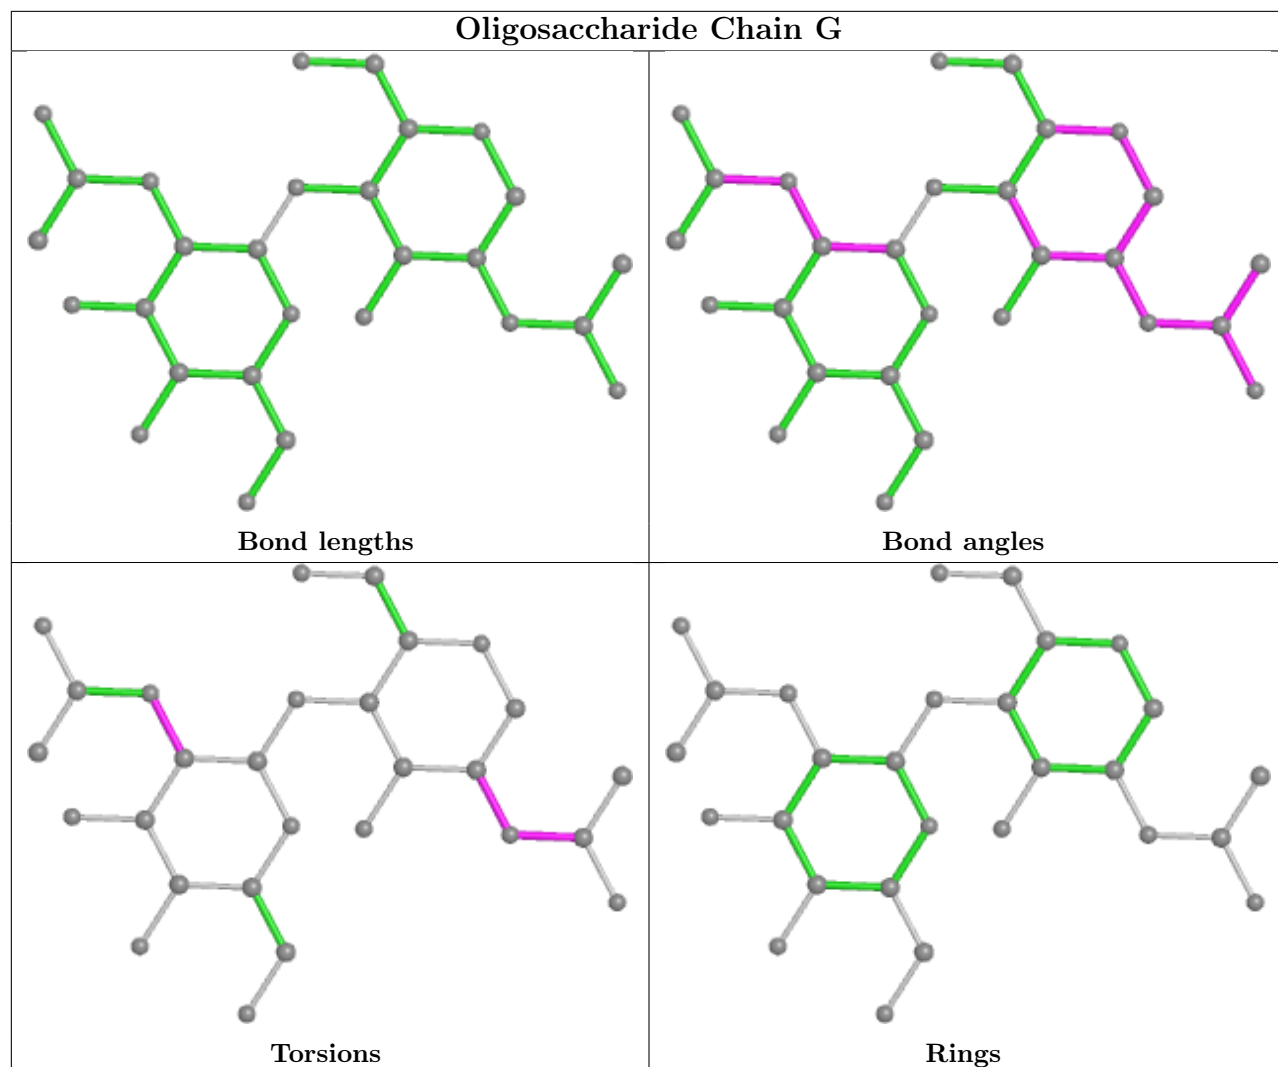 Oligosaccharide Chain G
Bond lengths
Bond angles
Torsions
Rings